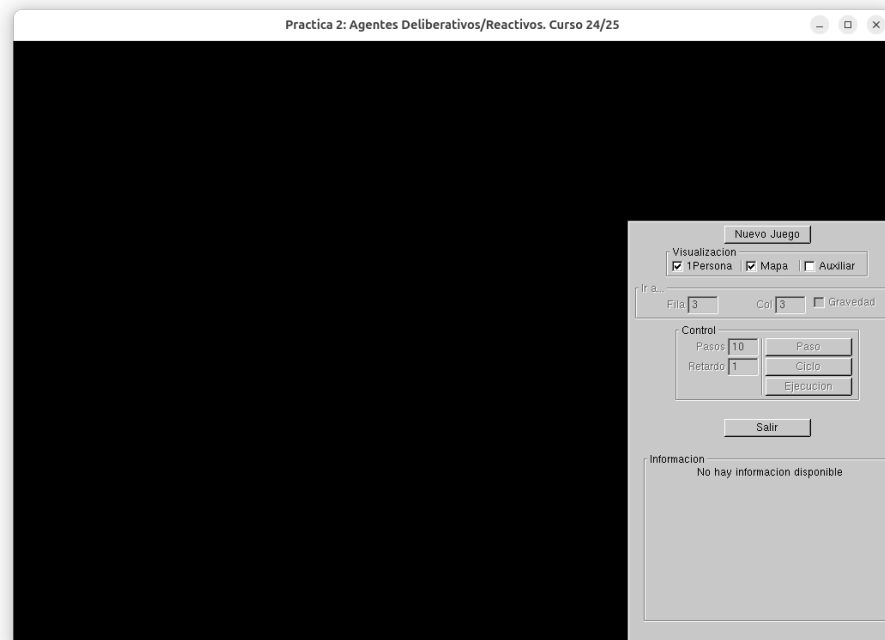 Practica 2: Agentes Deliberativos/Reactivos. Curso 24/25
Nuevo Juego
Visualizacion
1Persona Mapa Auxiliar
Ir a...
Fila 3 Col 3 Gravedad
Control
Pasos 10 Paso
Retardo 1 Ciclo
Ejecucion
Salir
Informacion
No hay informacion disponible